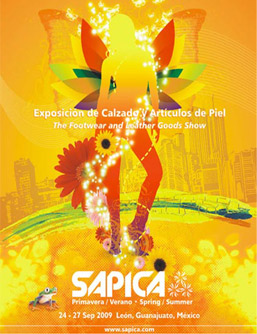 Exposición de Calzado y Artículos de Piel
The Footwear and Leather Goods Show
SAPICA
Primavera / Verano - Spring / Summer
24 - 27 Sep 2009 León, Guanajuato, México
www.sapica.com